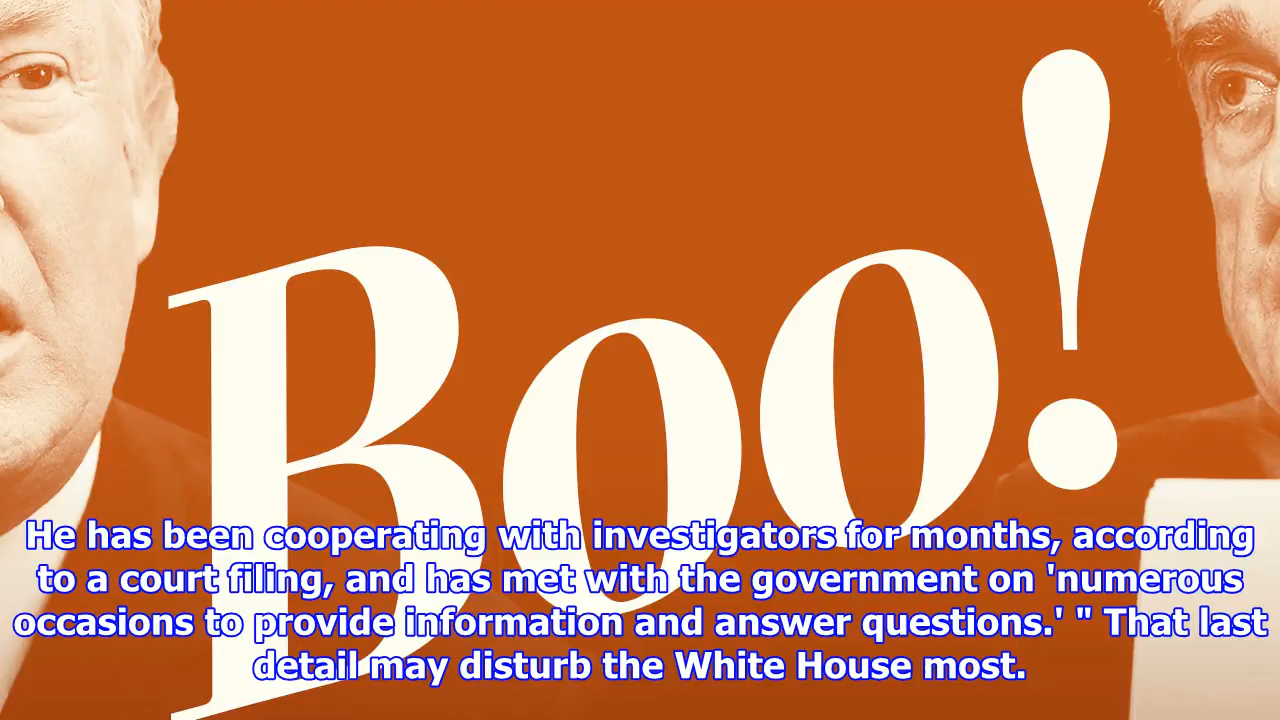 Boo!
He has been cooperating with investigators for months, according
to a court filing, and has met with the government on 'numerous
occasions to provide information and answer questions.' " That last
detail may disturb the White House most.